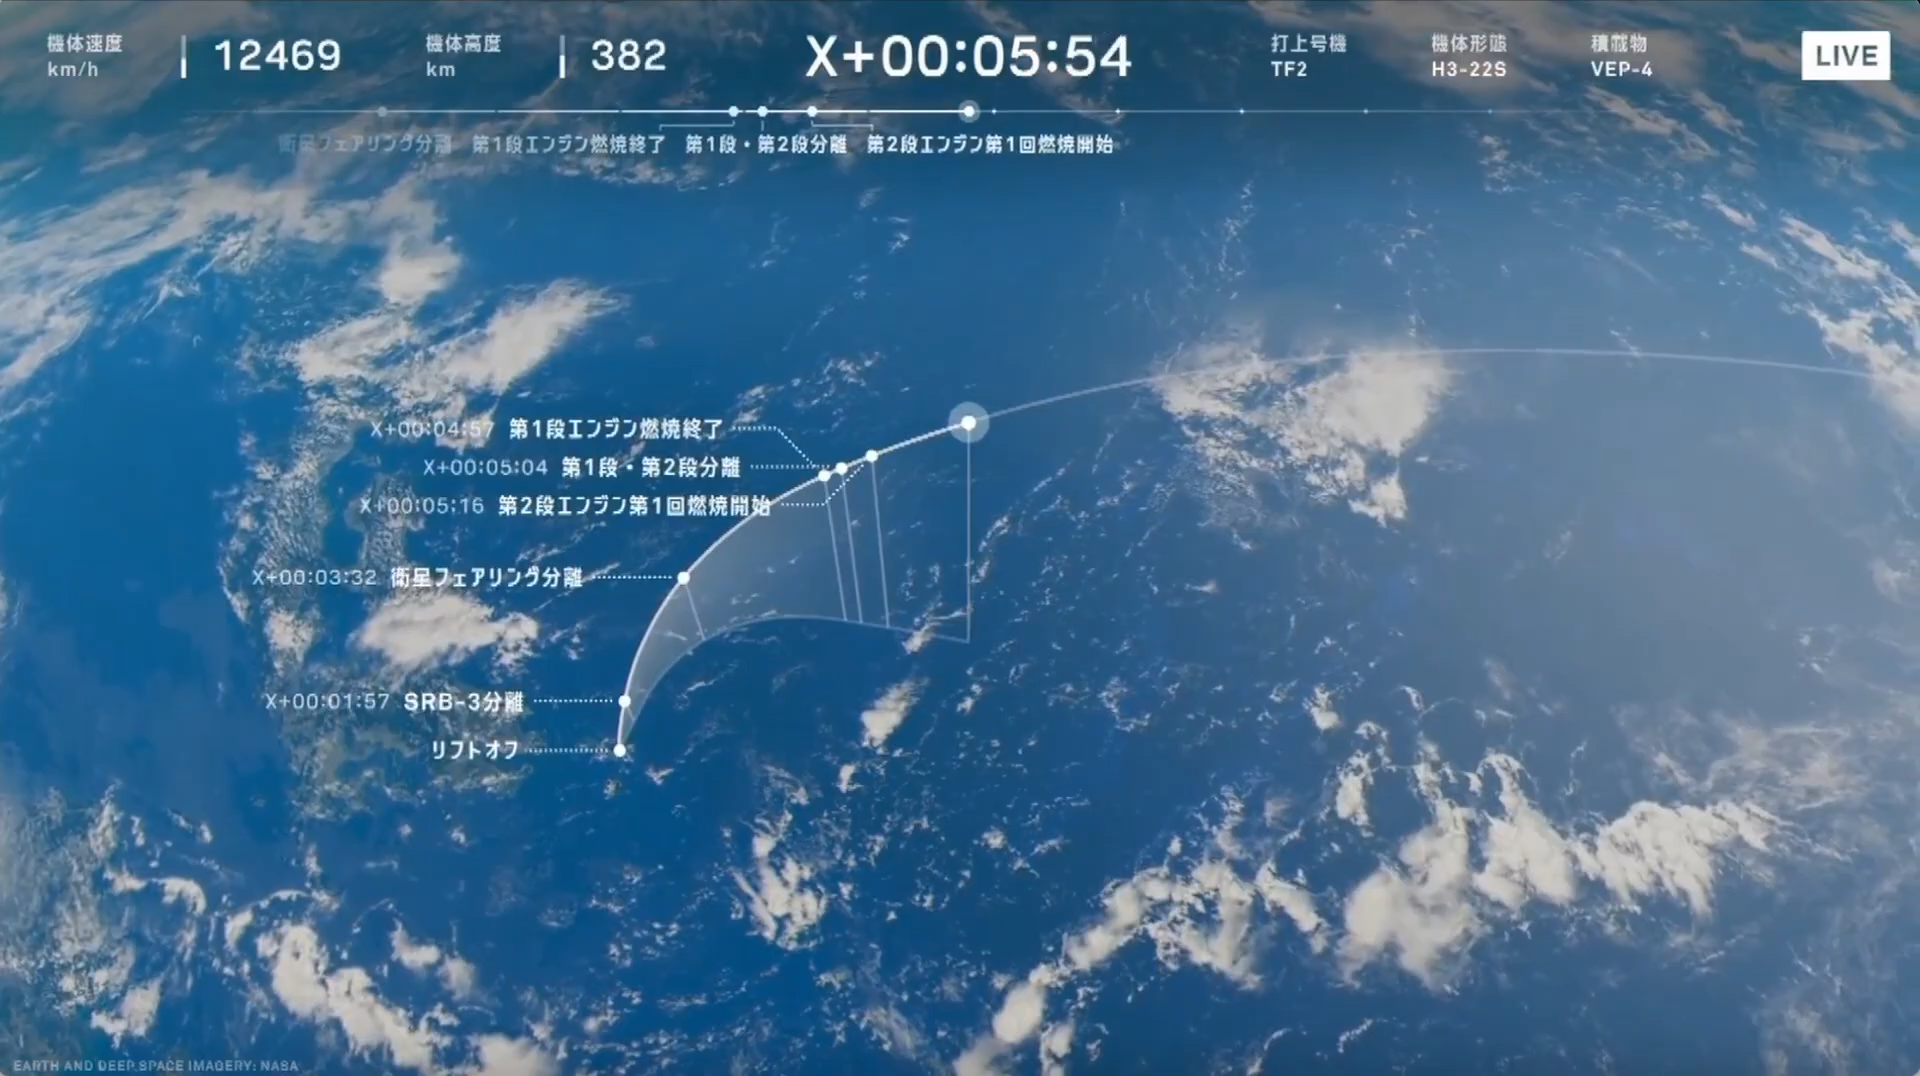 機体速度
km/h
12469
機体高度
km
382
X+00:05:54
打上号機
TF2
機体形態
H3-22S
積載物
VEP-4
LIVE
衛星フェアリング分離 第1段エンジン燃焼終了 第1段・第2段分離 第2段エンジン第1回燃焼開始
X+00:04:57 第1段エンジン燃焼終了
X+00:05:04 第1段・第2段分離
X+00:05:16 第2段エンジン第1回燃焼開始
X+00:03:32 衛星フェアリング分離
X+00:01:57 SRB-3分離
リフトオフ
EARTH AND DEEP SPACE IMAGERY: NASA